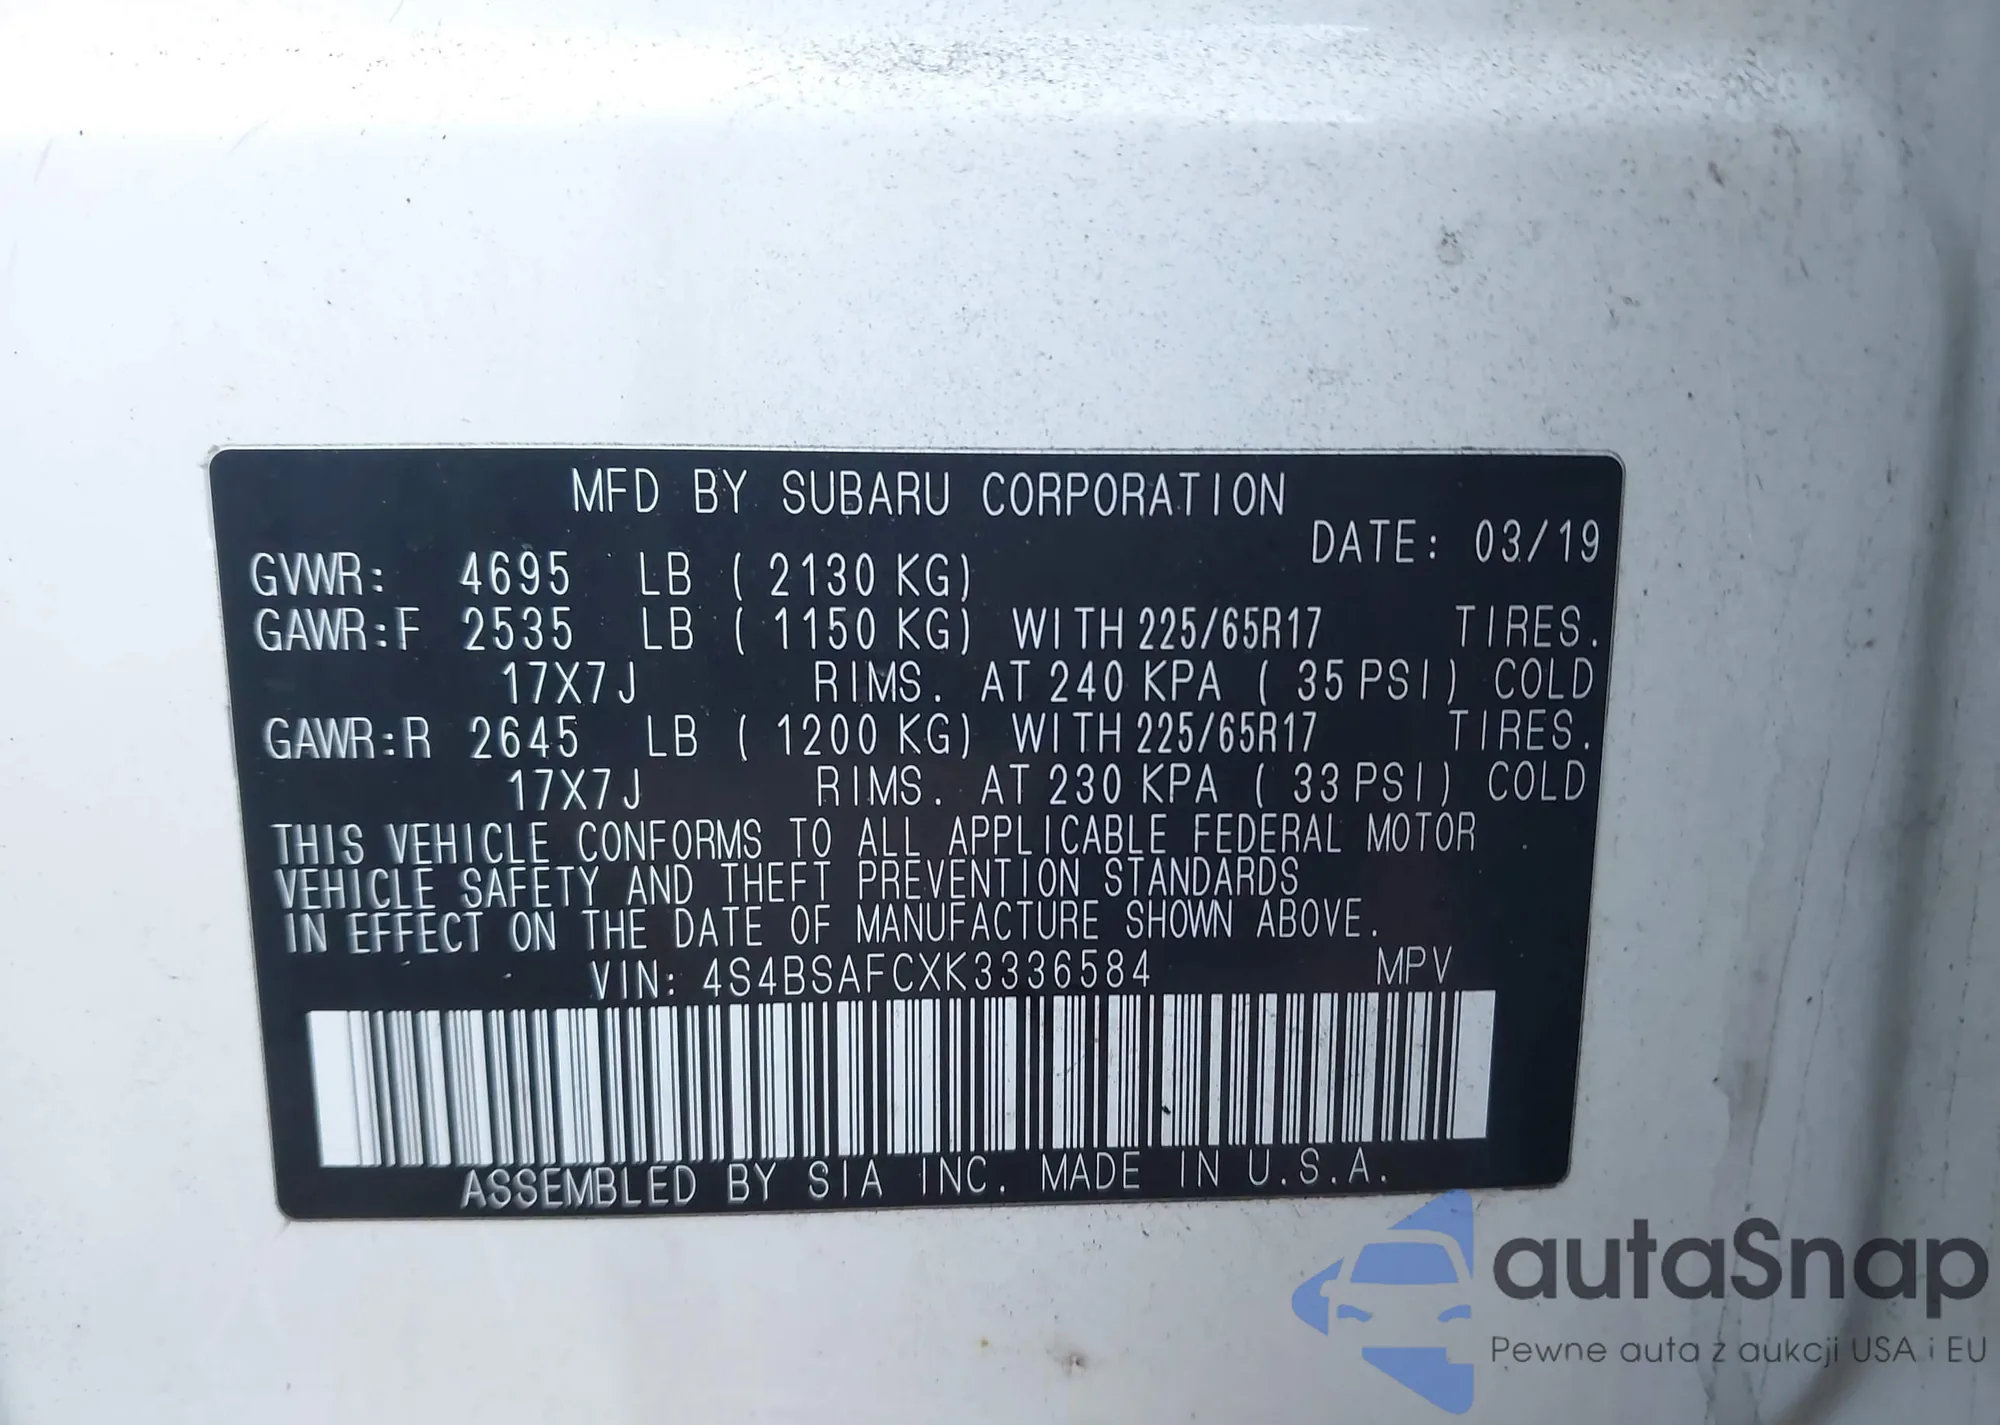 MFD BY SUBARU CORPORATION
DATE: 03/19
GVWR: 4695 LB ( 2130 KG)
GAWR:F 2535 LB ( 1150 KG) WITH 225/65R17 TIRES.
17X7J RIMS. AT 240 KPA ( 35 PSI) COLD
GAWR:R 2645 LB ( 1200 KG) WITH 225/65R17 TIRES.
17X7J RIMS. AT 230 KPA ( 33 PSI) COLD
THIS VEHICLE CONFORMS TO ALL APPLICABLE FEDERAL MOTOR
VEHICLE SAFETY AND THEFT PREVENTION STANDARDS
IN EFFECT ON THE DATE OF MANUFACTURE SHOWN ABOVE.
VIN: 4S4BSAFCXK3336584 MPV
ASSEMBLED BY SIA INC. MADE IN U.S.A.
autaSnap
Pewne auta z aukcji USA i EU